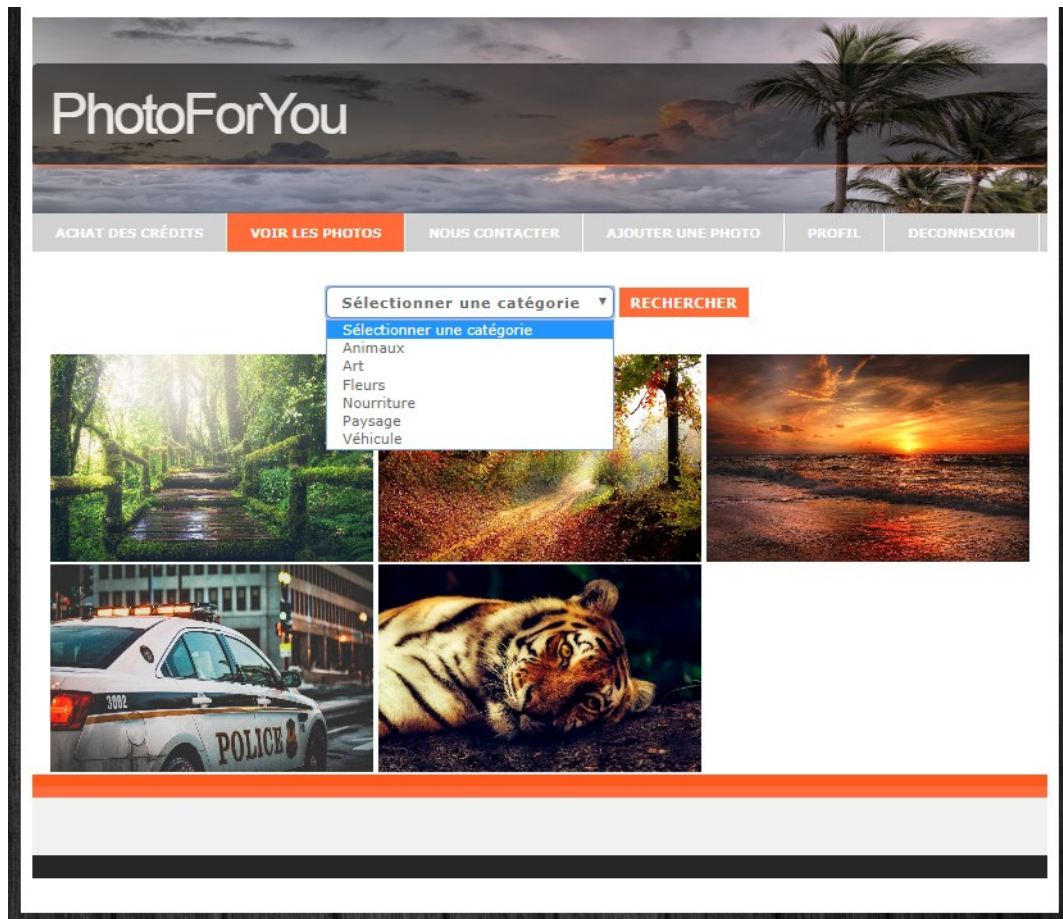 PhotoForYou
ACHAT DES CRÉDITS VOIR LES PHOTOS NOUS CONTACTER AJOUTER UNE PHOTO PROFIL DECONNEXION
Sélectionner une catégorie RECHERCHER
Sélectionner une catégorie
Animaux
Art
Fleurs
Nourriture
Paysage
Véhicule
3002
POLICE